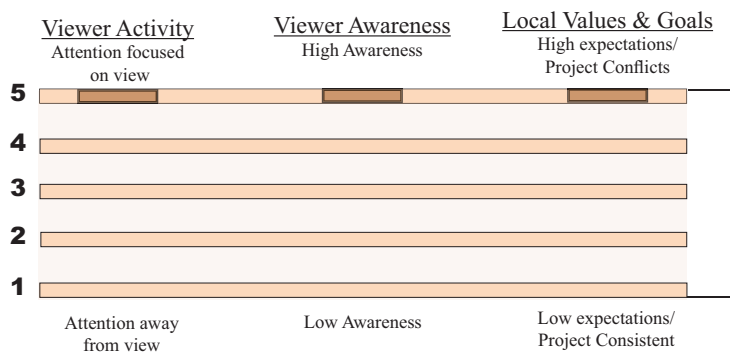 Viewer Activity
Attention focused
on view
Viewer Awareness
High Awareness
Local Values & Goals
High expectations/
Project Conflicts
5
4
3
2
1
Attention away
from view
Low Awareness
Low expectations/
Project Consistent